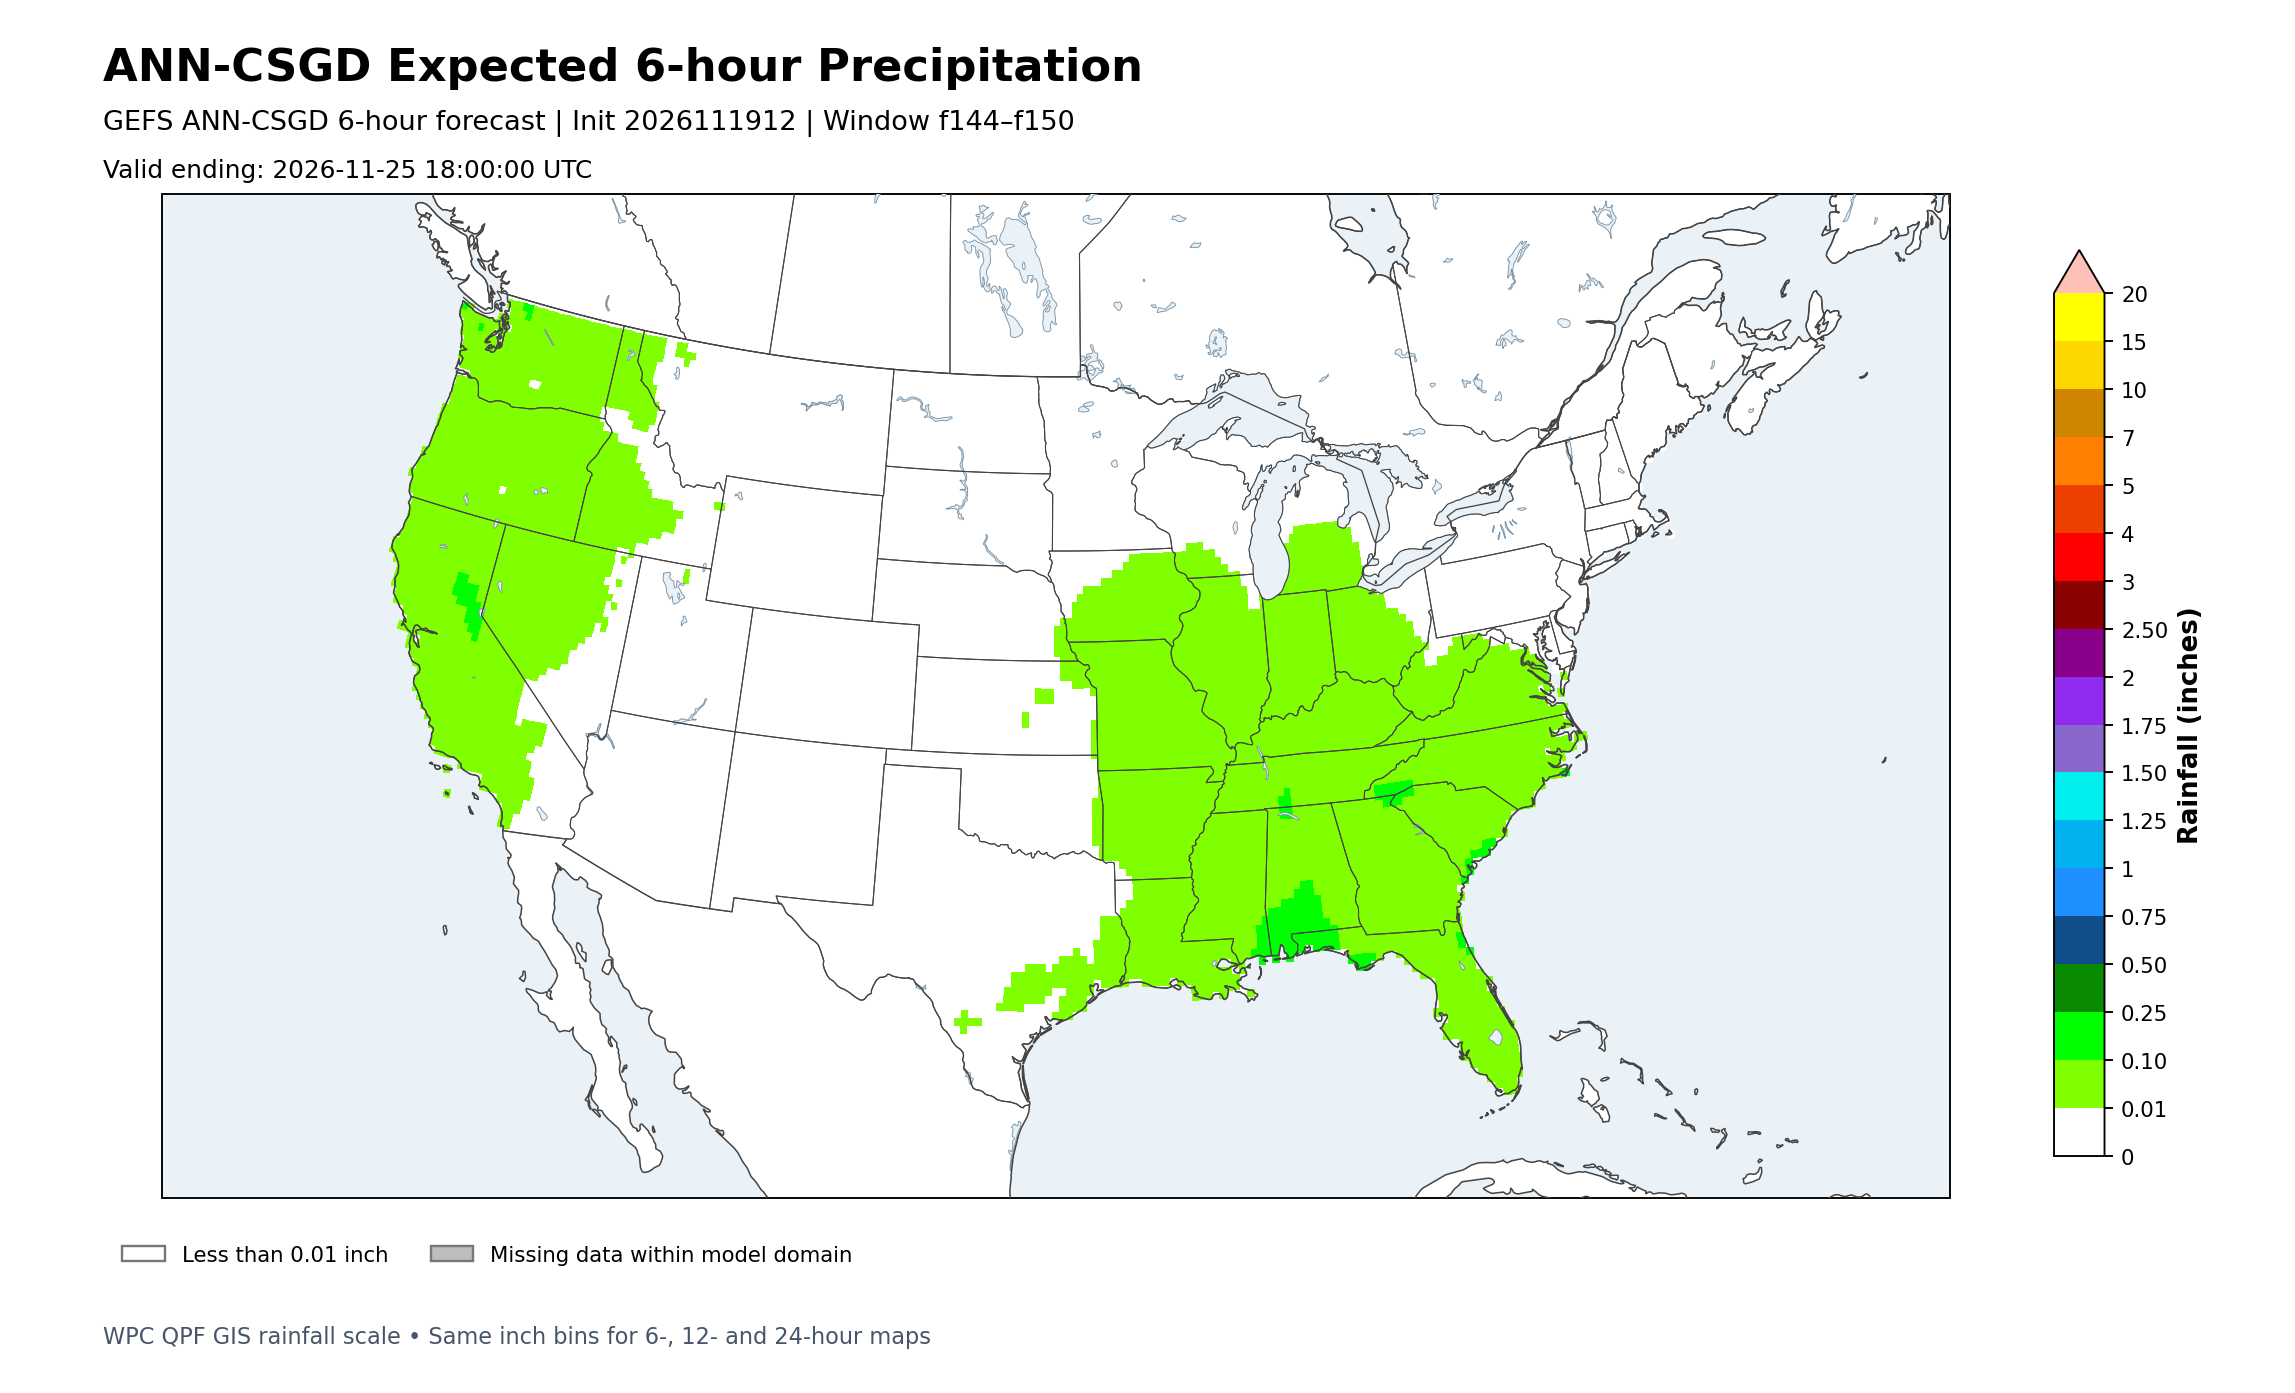 ANN-CSGD Expected 6-hour Precipitation
GEFS ANN-CSGD 6-hour forecast | Init 2026111912 | Window f144–f150
Valid ending: 2026-11-25 18:00:00 UTC
20
15
10
7
5
4
3
2.50
2
1.75
1.50
1.25
1
0.75
0.50
0.25
0.10
0.01
0
Rainfall (inches)
Less than 0.01 inch
Missing data within model domain
WPC QPF GIS rainfall scale • Same inch bins for 6-, 12- and 24-hour maps